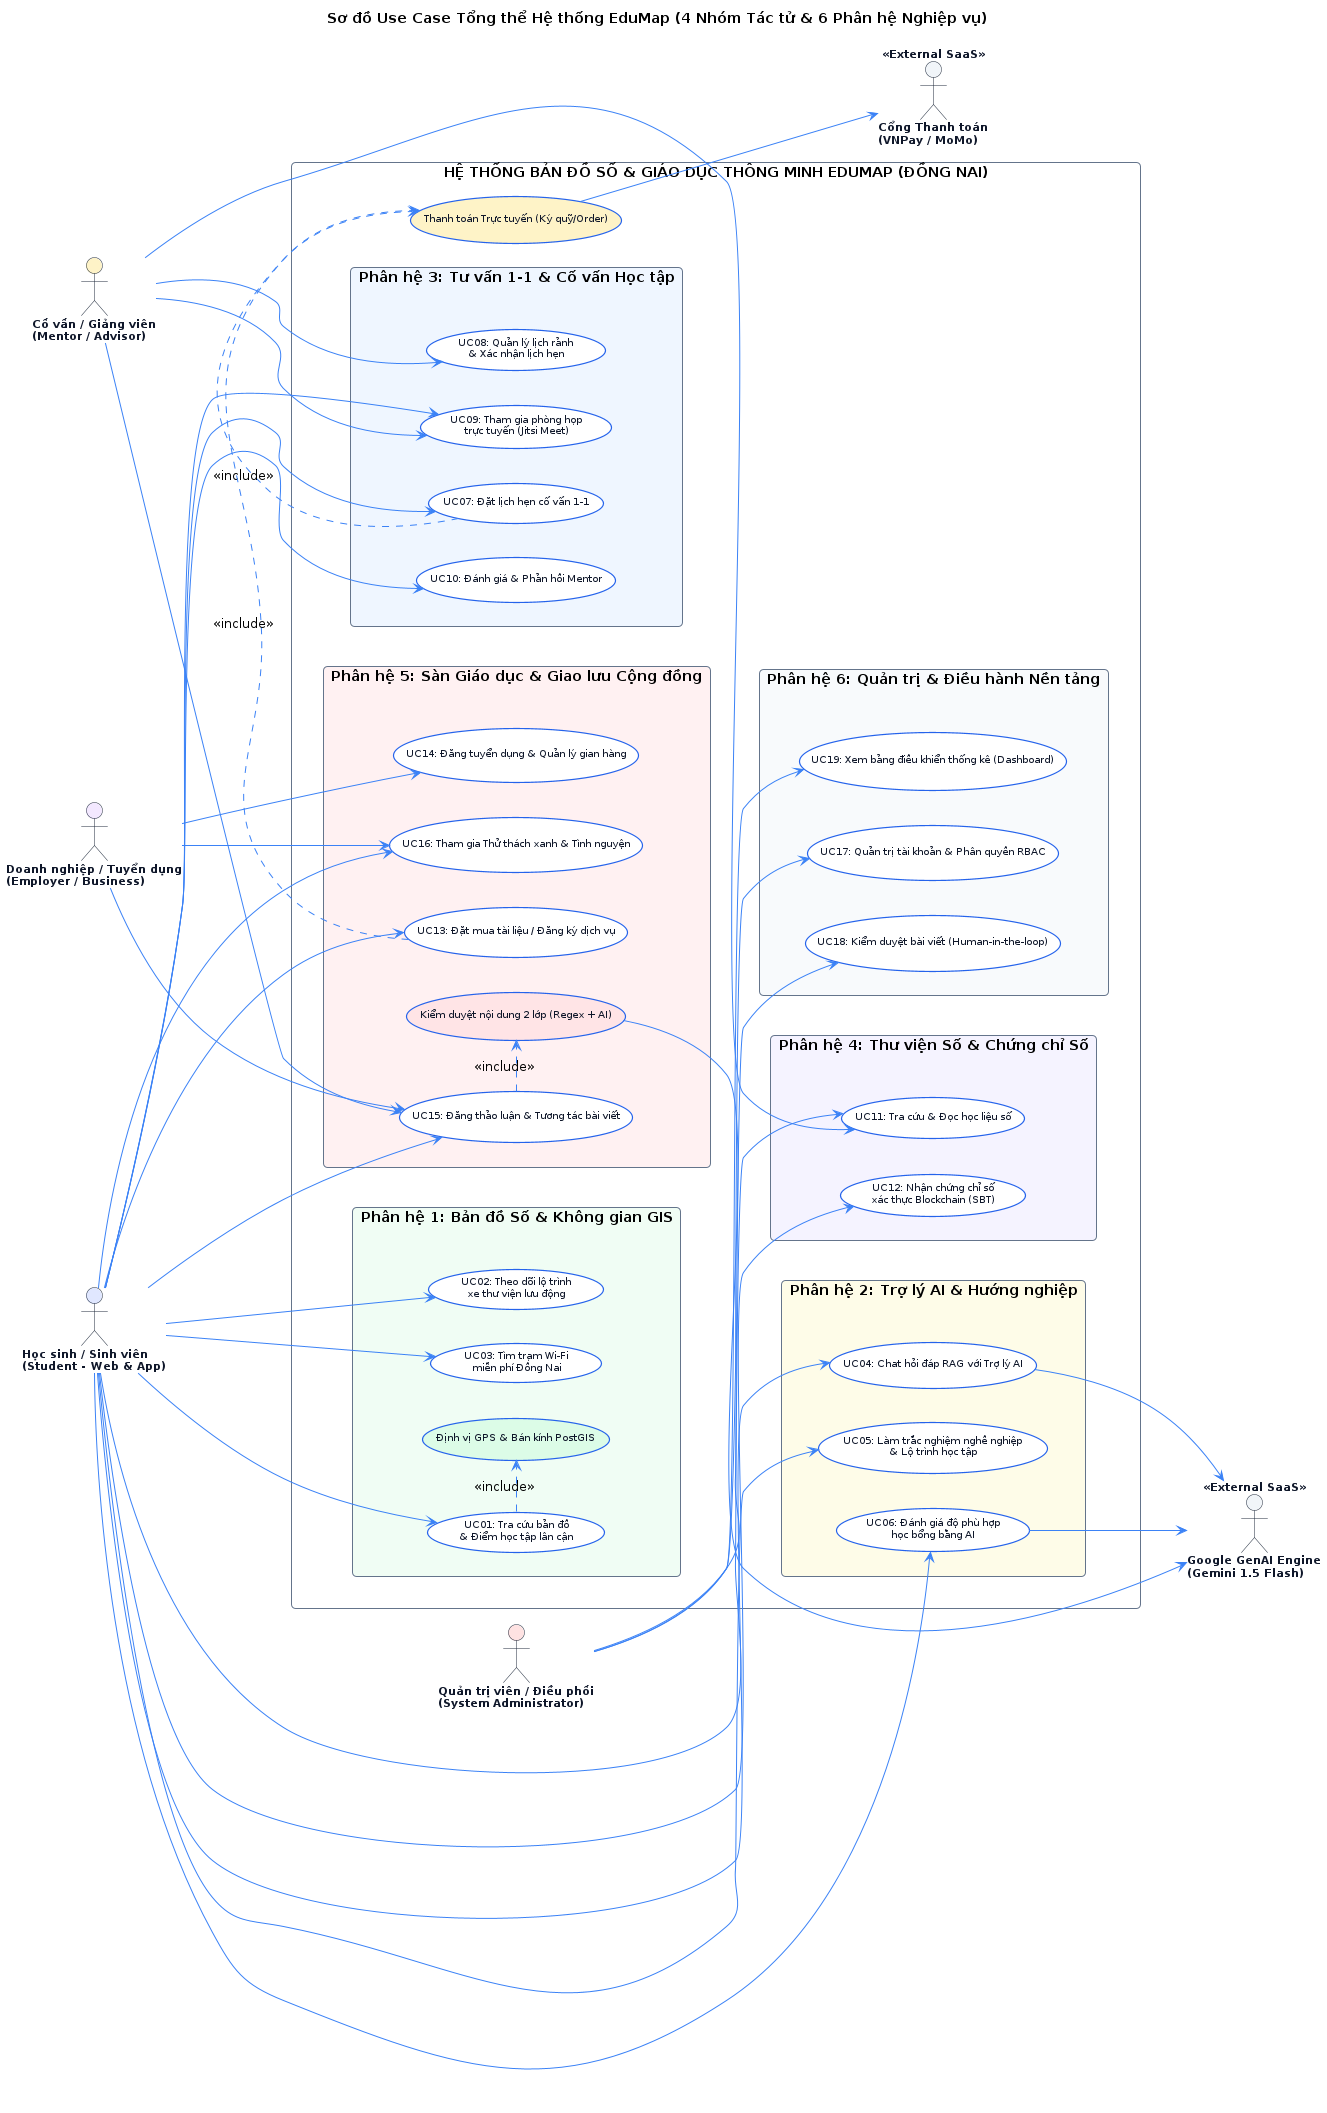 Sơ đồ Use Case Tổng thể Hệ thống EduMap (4 Nhóm Tác tử & 6 Phân hệ Nghiệp vụ)
«External SaaS»
Cổng Thanh toán
(VNPay / MoMo)
HỆ THỐNG BẢN ĐỒ SỐ & GIÁO DỤC THÔNG MINH EDUMAP (ĐỒNG NAI)
Thanh toán Trực tuyến (Ký quỹ/Order)
Phân hệ 3: Tư vấn 1-1 & Cố vấn Học tập
Cố vấn / Giảng viên
(Mentor / Advisor)
UC08: Quản lý lịch rảnh
& Xác nhận lịch hẹn
UC09: Tham gia phòng họp
trực tuyến (Jitsi Meet)
«include»
UC07: Đặt lịch hẹn cố vấn 1-1
UC10: Đánh giá & Phản hồi Mentor
«include»
Phân hệ 5: Sàn Giáo dục & Giao lưu Cộng đồng
UC14: Đăng tuyển dụng & Quản lý gian hàng
UC16: Tham gia Thử thách xanh & Tình nguyện
Doanh nghiệp / Tuyển dụng
(Employer / Business)
UC13: Đặt mua tài liệu / Đăng ký dịch vụ
Kiểm duyệt nội dung 2 lớp (Regex + AI)
«include»
UC15: Đăng thảo luận & Tương tác bài viết
Phân hệ 6: Quản trị & Điều hành Nền tảng
UC19: Xem bảng điều khiển thống kê (Dashboard)
UC17: Quản trị tài khoản & Phân quyền RBAC
UC18: Kiểm duyệt bài viết (Human-in-the-loop)
Phân hệ 4: Thư viện Số & Chứng chỉ Số
UC11: Tra cứu & Đọc học liệu số
UC12: Nhận chứng chỉ số
xác thực Blockchain (SBT)
Phân hệ 1: Bản đồ Số & Không gian GIS
UC02: Theo dõi lộ trình
xe thư viện lưu động
UC03: Tìm trạm Wi-Fi
miễn phí Đồng Nai
Học sinh / Sinh viên
(Student - Web & App)
Định vị GPS & Bán kính PostGIS
«include»
UC01: Tra cứu bản đồ
& Điểm học tập lân cận
Phân hệ 2: Trợ lý AI & Hướng nghiệp
UC04: Chat hỏi đáp RAG với Trợ lý AI
UC05: Làm trắc nghiệm nghề nghiệp
& Lộ trình học tập
UC06: Đánh giá độ phù hợp
học bổng bằng AI
«External SaaS»
Google GenAI Engine
(Gemini 1.5 Flash)
Quản trị viên / Điều phối
(System Administrator)